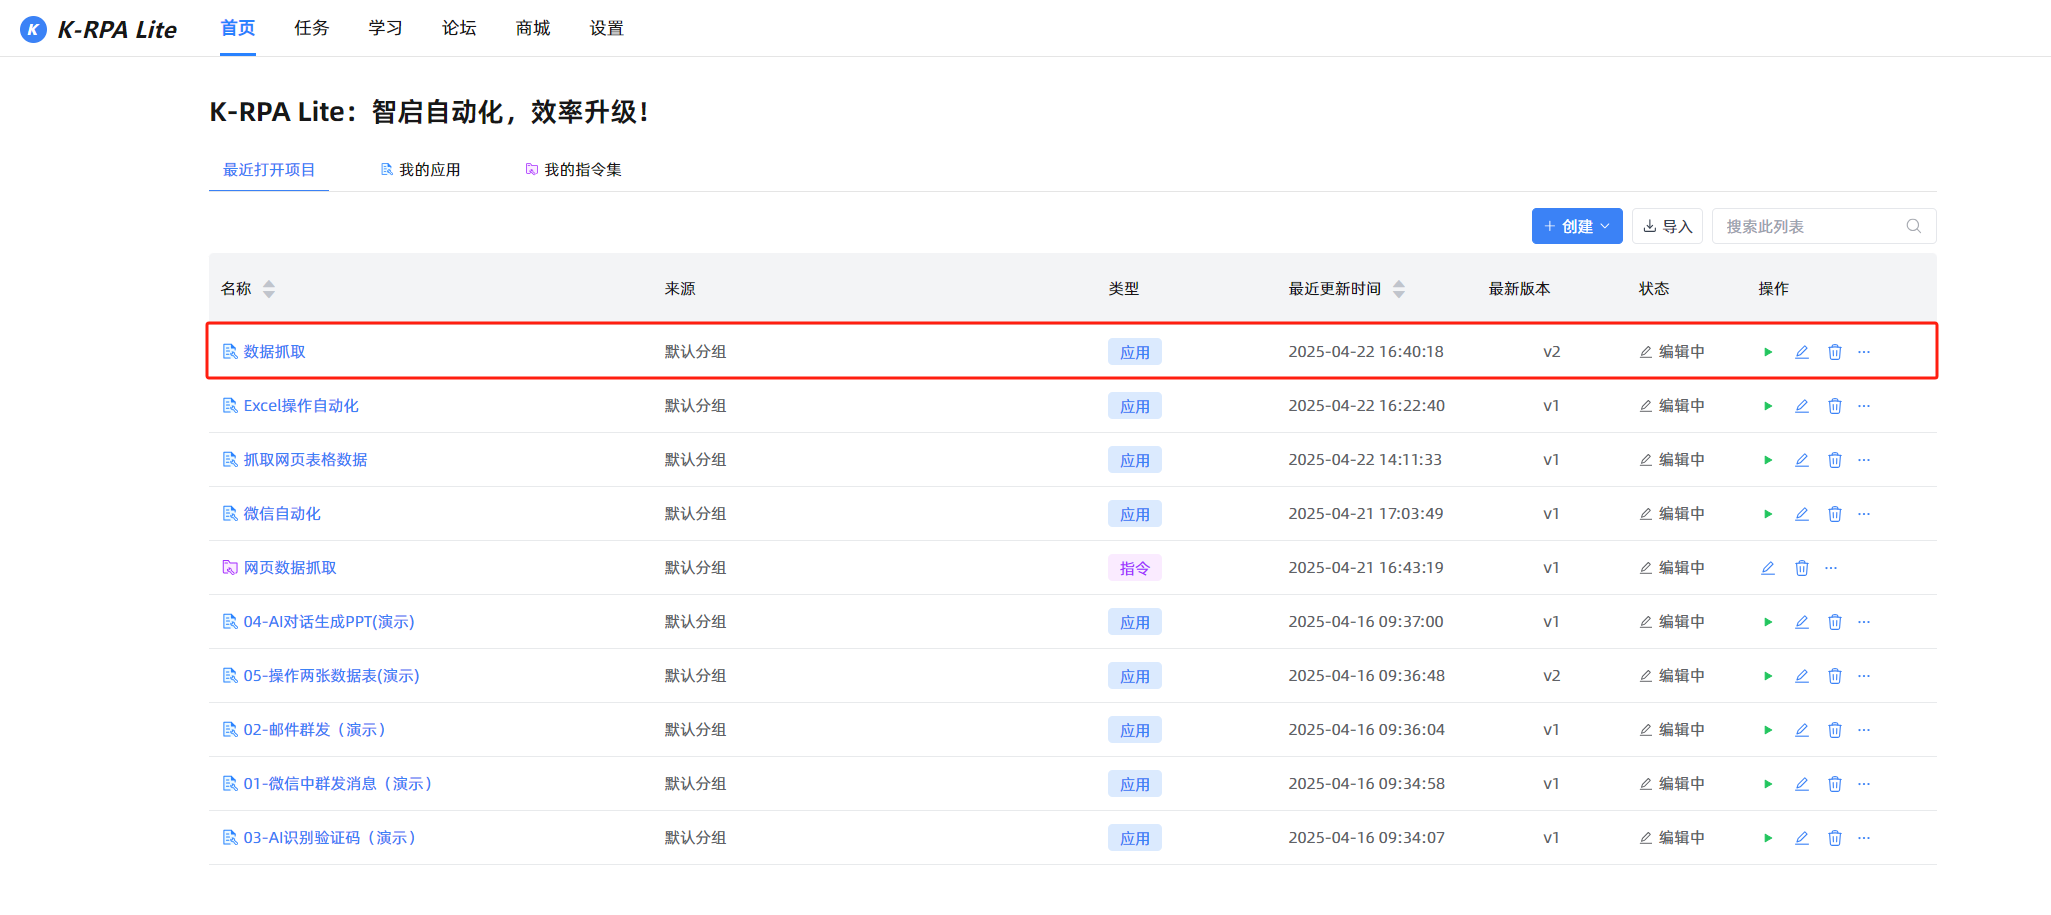 K K-RPA Lite 首页 任务 学习 论坛 商城 设置
K-RPA Lite：智启自动化，效率升级！
最近打开项目 我的应用 我的指令集
创建 导入 搜索此列表
名称 来源 类型 最近更新时间 最新版本 状态 操作
数据抓取 默认分组 应用 2025-04-22 16:40:18 v2 编辑中
Excel操作自动化 默认分组 应用 2025-04-22 16:22:40 v1 编辑中
抓取网页表格数据 默认分组 应用 2025-04-22 14:11:33 v1 编辑中
微信自动化 默认分组 应用 2025-04-21 17:03:49 v1 编辑中
网页数据抓取 默认分组 指令 2025-04-21 16:43:19 v1 编辑中
04-AI对话生成PPT(演示) 默认分组 应用 2025-04-16 09:37:00 v1 编辑中
05-操作两张数据表(演示) 默认分组 应用 2025-04-16 09:36:48 v2 编辑中
02-邮件群发（演示） 默认分组 应用 2025-04-16 09:36:04 v1 编辑中
01-微信中群发消息（演示） 默认分组 应用 2025-04-16 09:34:58 v1 编辑中
03-AI识别验证码（演示） 默认分组 应用 2025-04-16 09:34:07 v1 编辑中